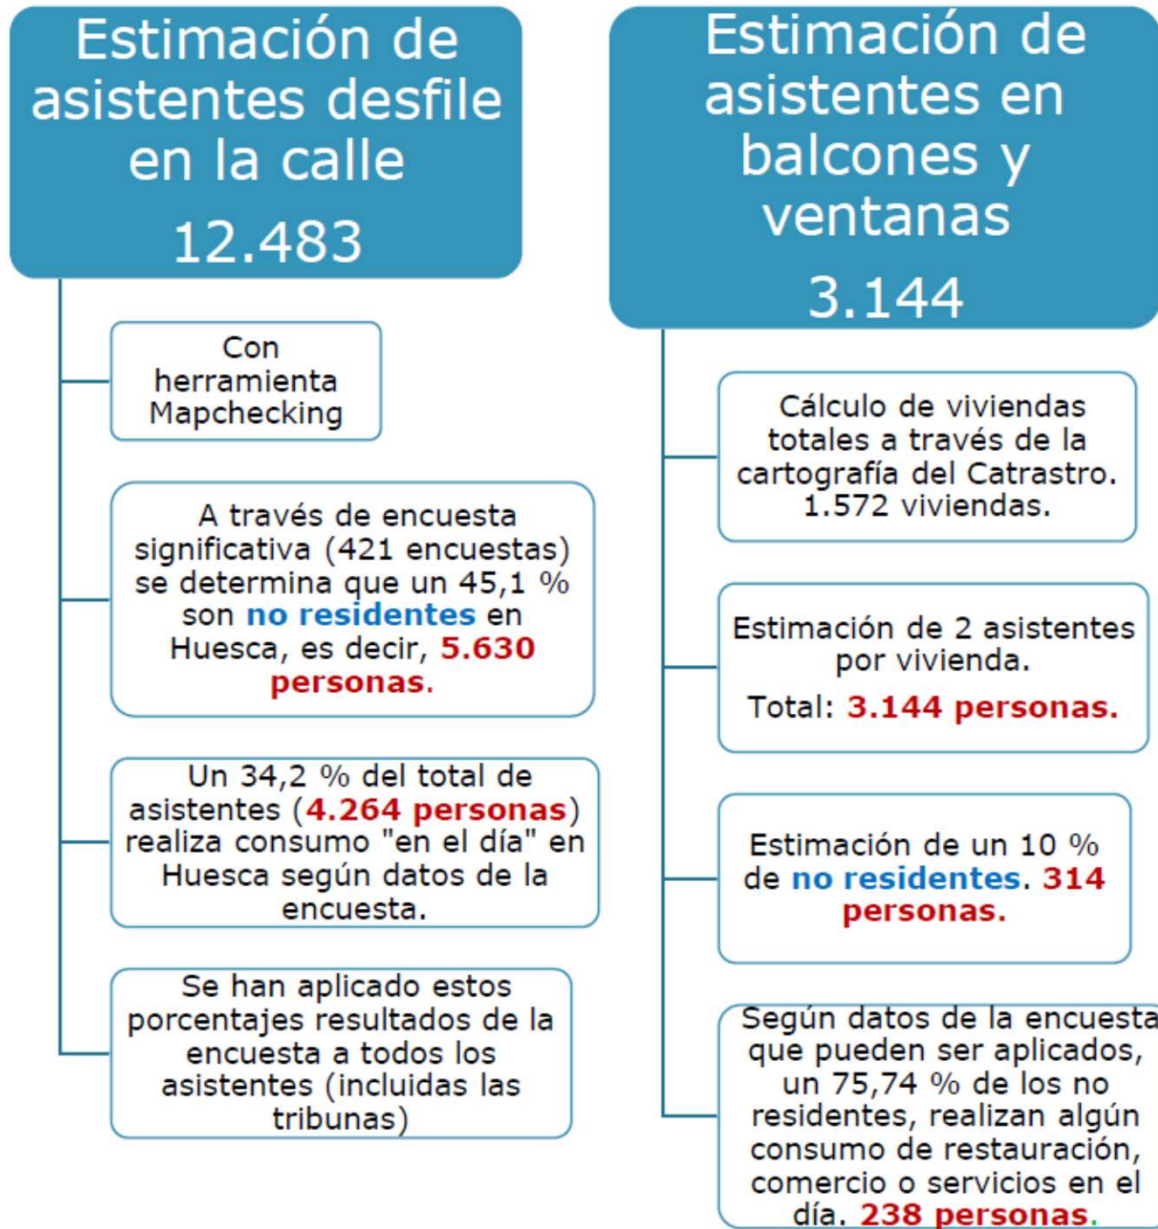 Estimación de
asistentes desfile
en la calle
12.483
Con
herramienta
Mapchecking
A través de encuesta
significativa (421 encuestas)
se determina que un 45,1 %
son no residentes en
Huesca, es decir, 5.630
personas.
Un 34,2 % del total de
asistentes (4.264 personas)
realiza consumo "en el día" en
Huesca según datos de la
encuesta.
Se han aplicado estos
porcentajes resultados de la
encuesta a todos los
asistentes (incluidas las
tribunas)
Estimación de
asistentes en
balcones y
ventanas
3.144
Cálculo de viviendas
totales a través de la
cartografía del Catrastro.
1.572 viviendas.
Estimación de 2 asistentes
por vivienda.
Total: 3.144 personas.
Estimación de un 10 %
de no residentes. 314
personas.
Según datos de la encuesta
que pueden ser aplicados,
un 75,74 % de los no
residentes, realizan algún
consumo de restauración,
comercio o servicios en el
día. 238 personas.